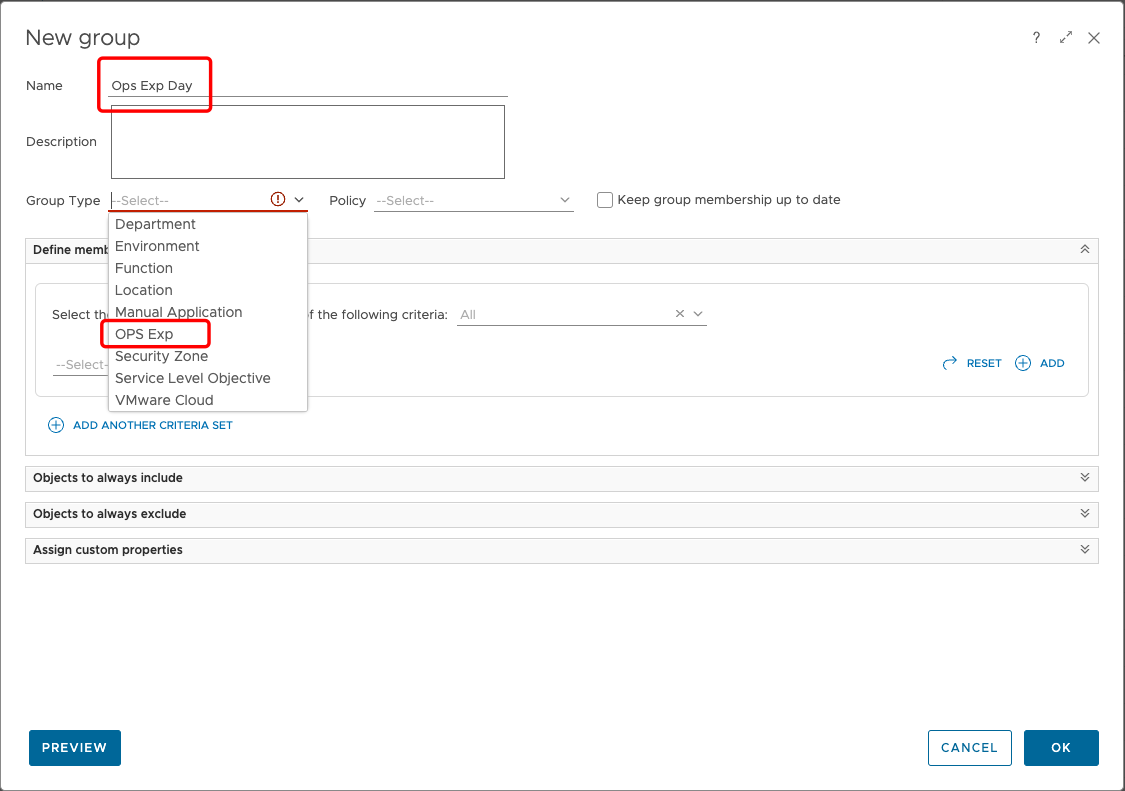 New group
?
Name
Ops Exp Day
Description
Group Type --Select-- Policy --Select-- Keep group membership up to date
Department
Environment
Function
Location
Manual Application
OPS Exp
Security Zone
Service Level Objective
VMware Cloud
Define memb
Select th f the following criteria: All
--Select- RESET ADD
ADD ANOTHER CRITERIA SET
Objects to always include
Objects to always exclude
Assign custom properties
PREVIEW CANCEL OK